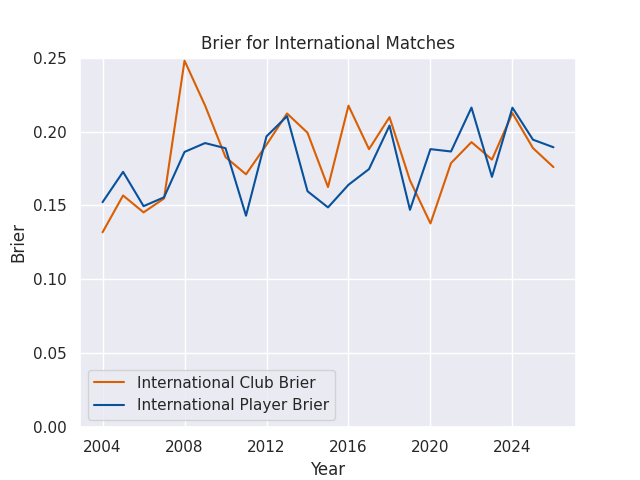 Brier for International Matches
0.25
0.20
0.15
0.10
0.05
0.00
Brier
International Club Brier
International Player Brier
2004 2008 2012 2016 2020 2024
Year